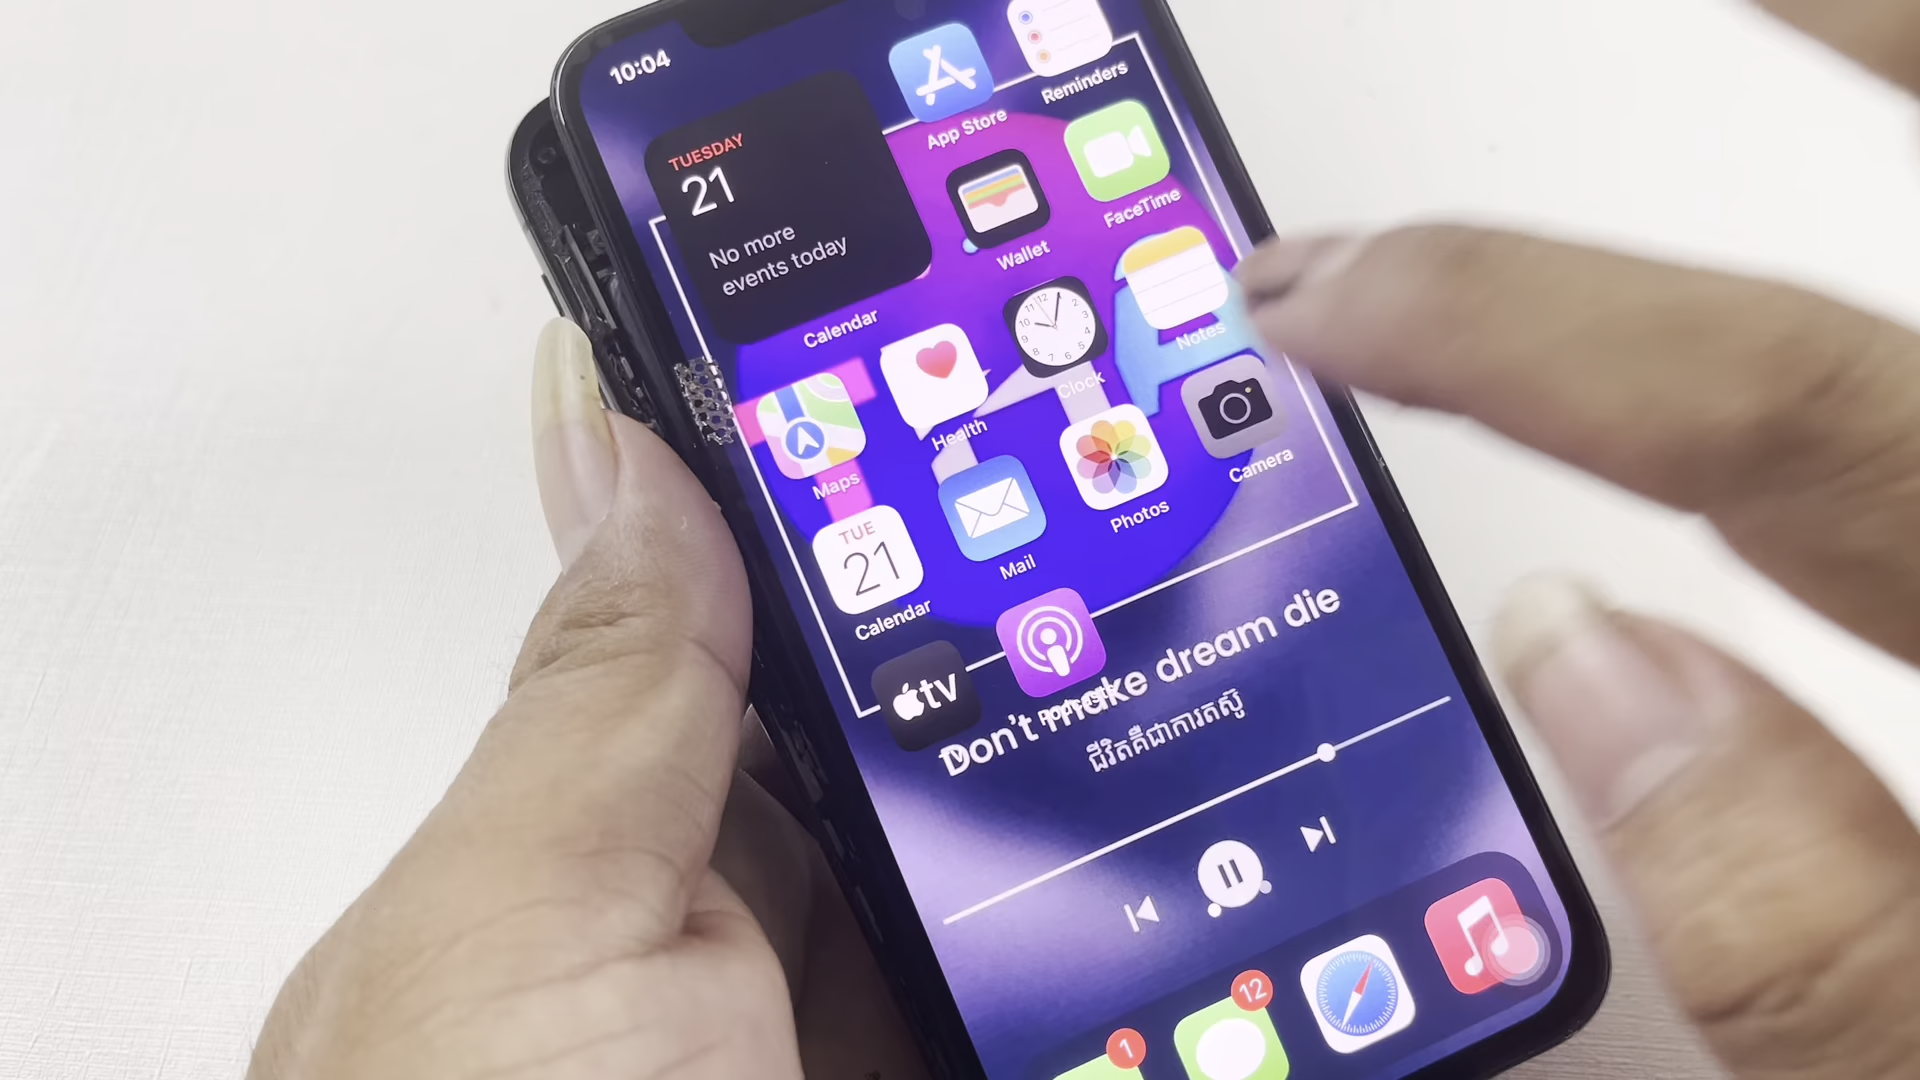 10:04
App Store
Reminders
TUESDAY
21
No more
events today
Calendar
Wallet
FaceTime
Maps
Health
Clock
Notes
TUE
21
Calendar
Mail
Photos
Camera
tv
TV
Podcasts
Don't make dream die
ជីវិតគឺជាការតស៊ូ
1
12